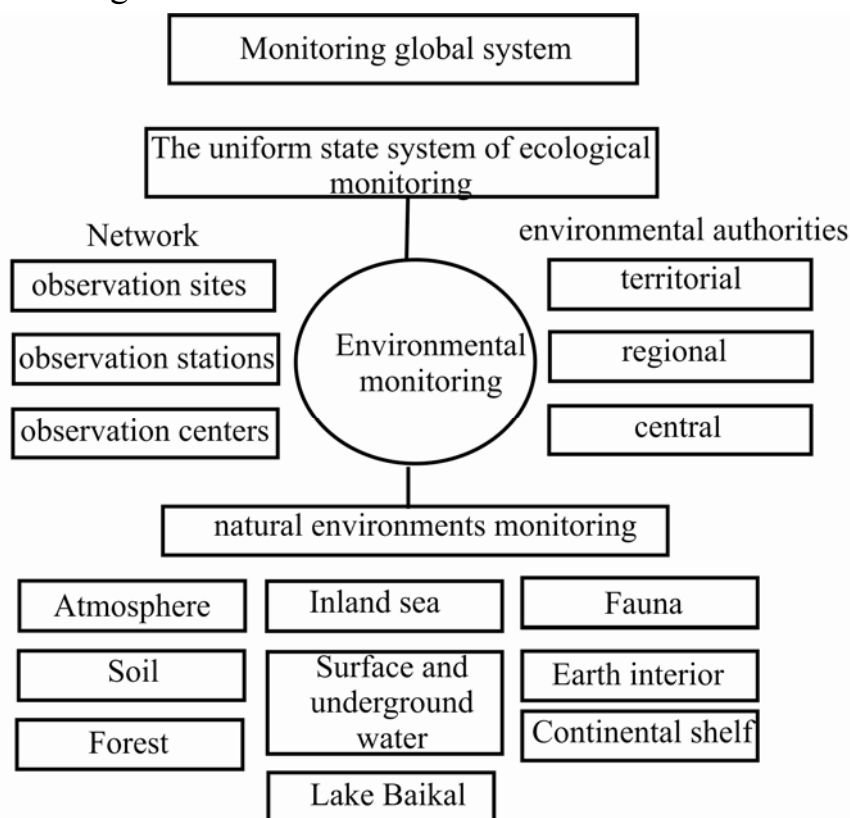 Monitoring global system
The uniform state system of ecological
monitoring
Network
observation sites
observation stations
observation centers
Environmental
monitoring
environmental authorities
territorial
regional
central
natural environments monitoring
Atmosphere
Soil
Forest
Inland sea
Surface and
underground
water
Lake Baikal
Fauna
Earth interior
Continental shelf